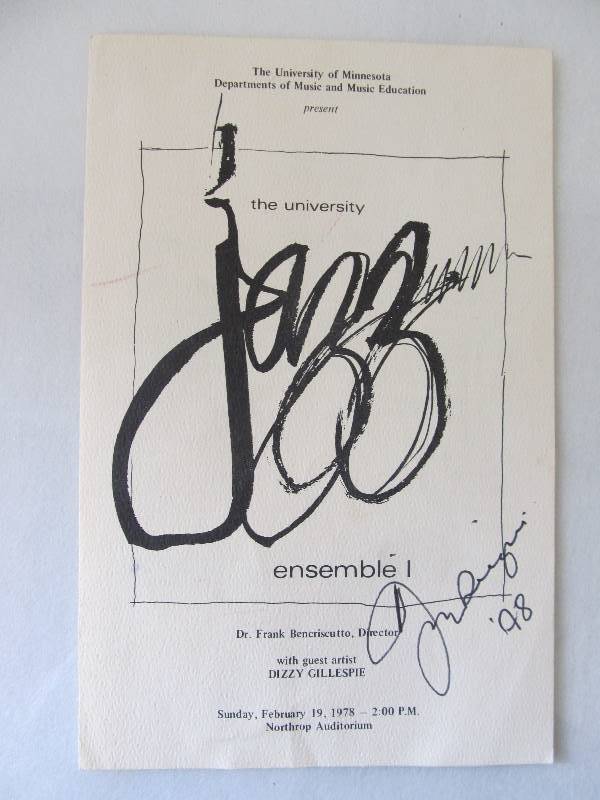 The University of Minnesota
Departments of Music and Music Education
present
the university
jazz
ensemble I
Dr. Frank Bencriscutto, Director
with guest artist
DIZZY GILLESPIE
Sunday, February 19, 1978 — 2:00 P.M.
Northrop Auditorium